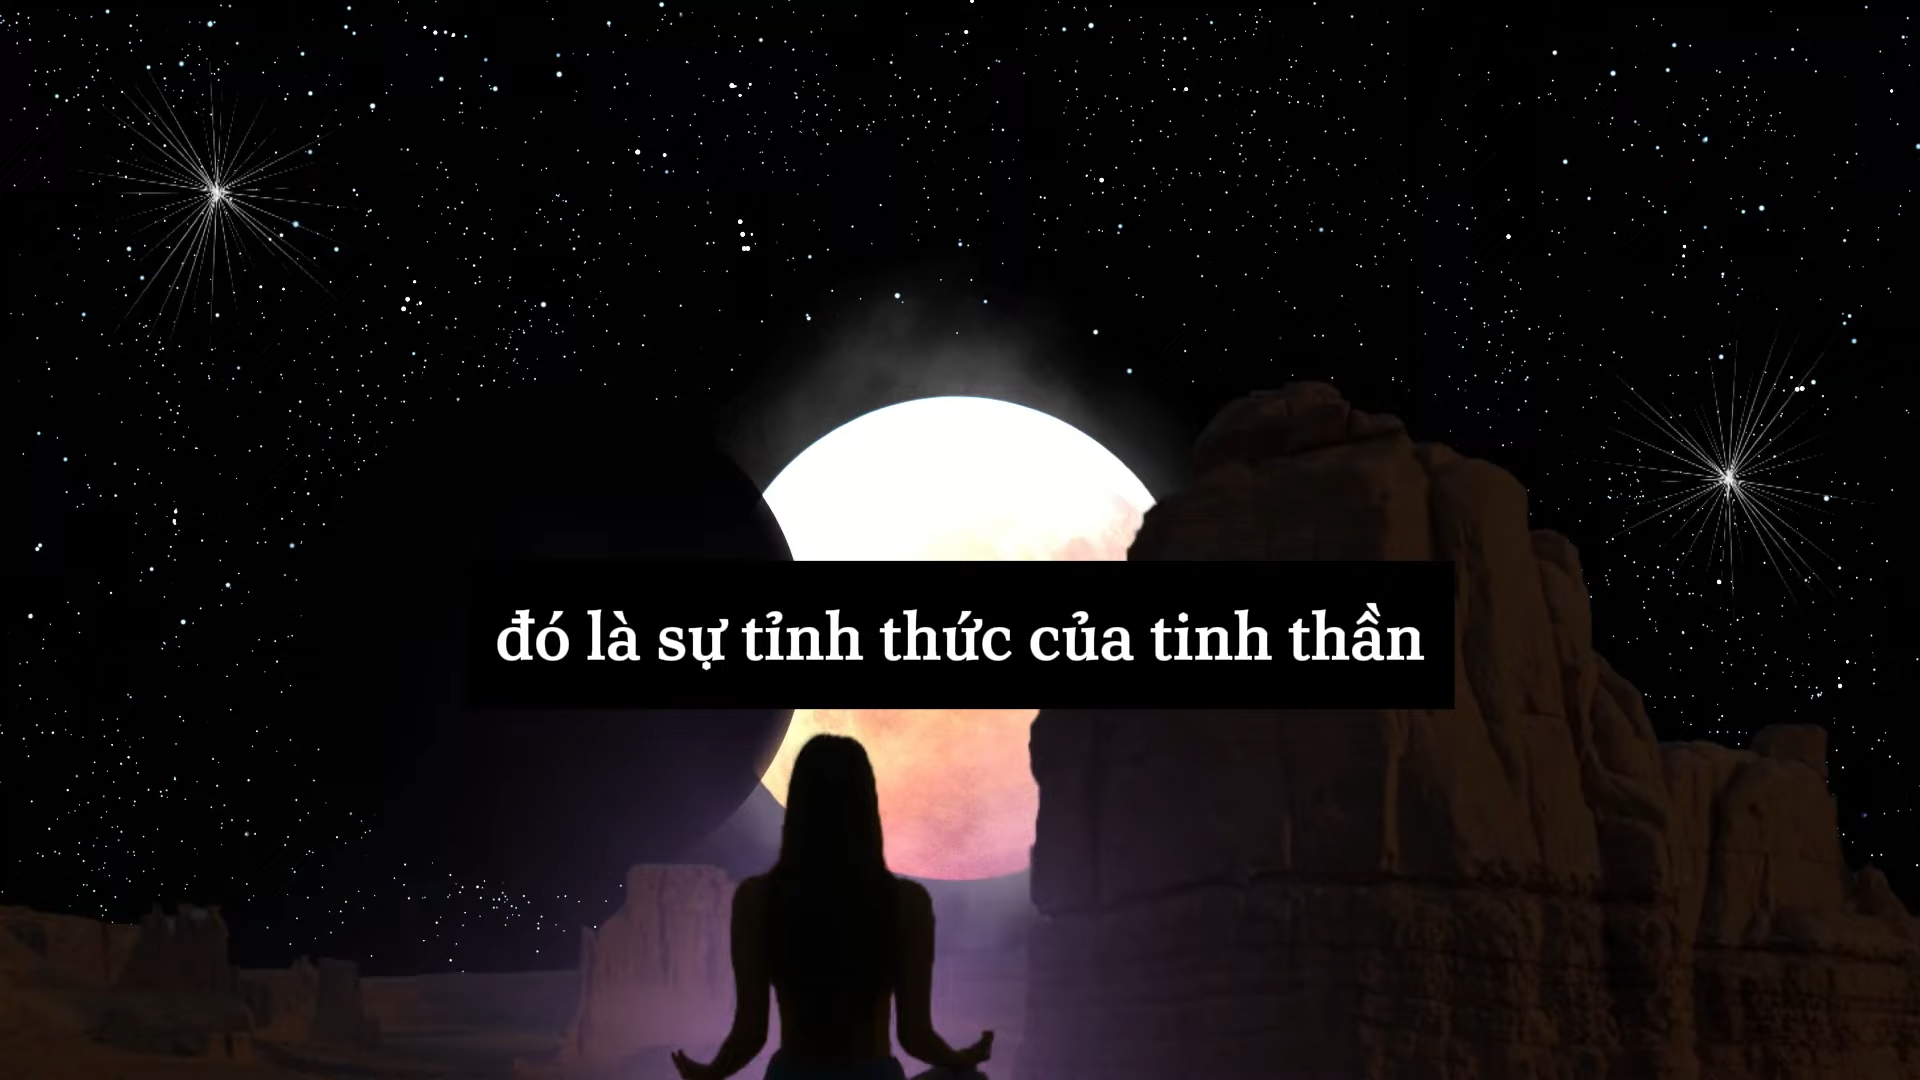 đó là sự tỉnh thức của tinh thần